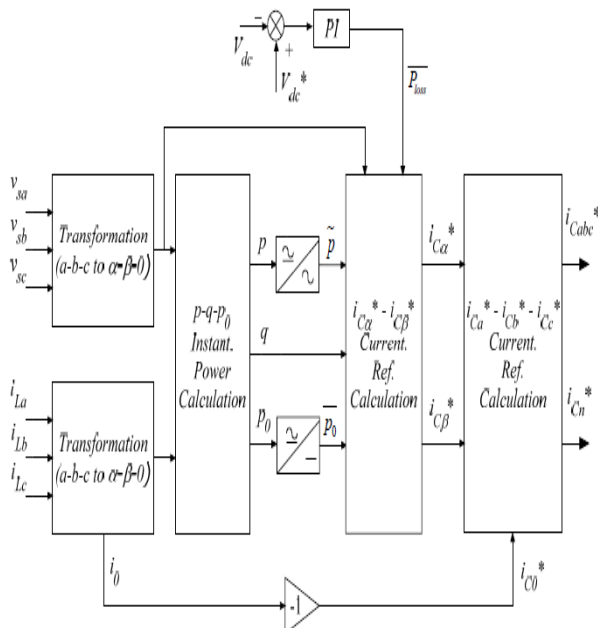 V_dc
−
+
V_dc*
PI
P̅_loss
v_sa
v_sb
v_sc
Transformation
(a-b-c to α-β-0)
i_La
i_Lb
i_Lc
Transformation
(a-b-c to α-β-0)
p-q-p_0
Instant.
Power
Calculation
p
p̃
q
p_0
p̅_0
i_Cα* - i_Cβ*
Current.
Ref.
Calculation
i_Cα*
i_Cβ*
i_Ca* - i_Cb* - i_Cc*
Current.
Ref.
Calculation
i_Cabc*
i_Cn*
i_0
-1
i_C0*